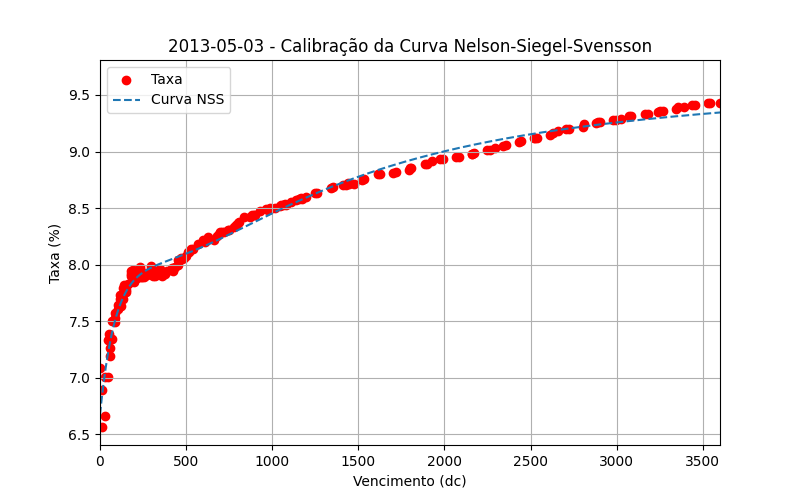 2013-05-03 - Calibração da Curva Nelson-Siegel-Svensson
Taxa
Curva NSS
Taxa (%)
9.5
9.0
8.5
8.0
7.5
7.0
6.5
0 500 1000 1500 2000 2500 3000 3500
Vencimento (dc)